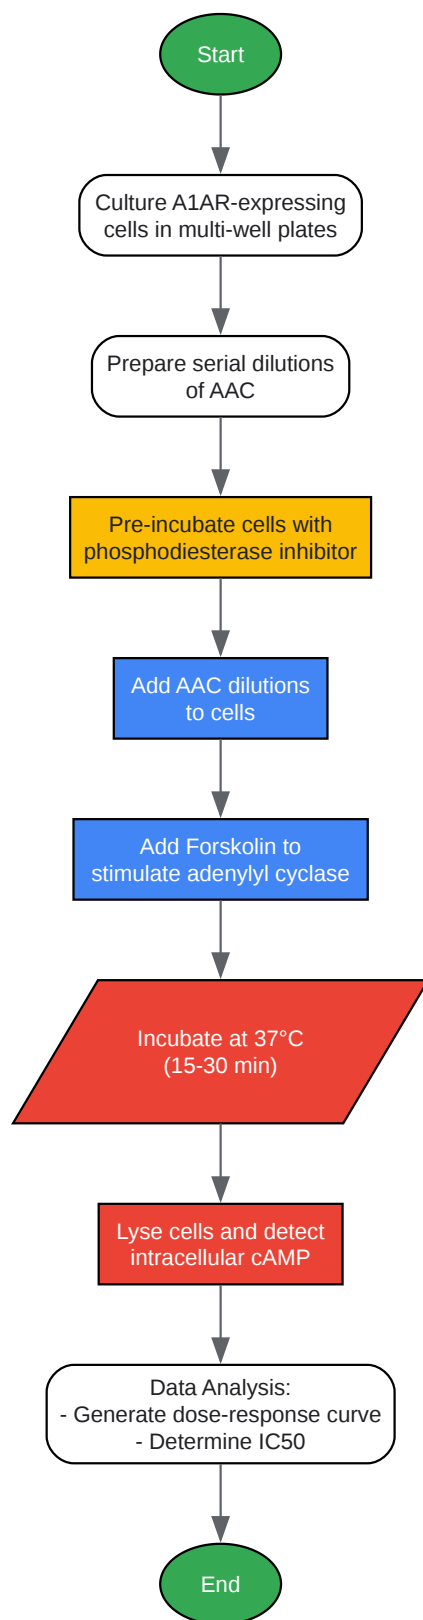 Start
Culture A1AR-expressing
cells in multi-well plates
Prepare serial dilutions
of AAC
Pre-incubate cells with
phosphodiesterase inhibitor
Add AAC dilutions
to cells
Add Forskolin to
stimulate adenylyl cyclase
Incubate at 37°C
(15-30 min)
Lyse cells and detect
intracellular cAMP
Data Analysis:
- Generate dose-response curve
- Determine IC50
End